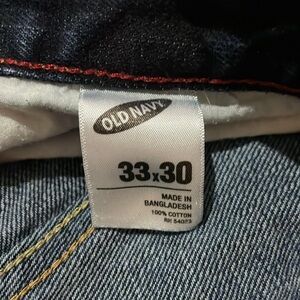 OLD NAVY
33x30
MADE IN
BANGLADESH
100% COTTON
RN 54023